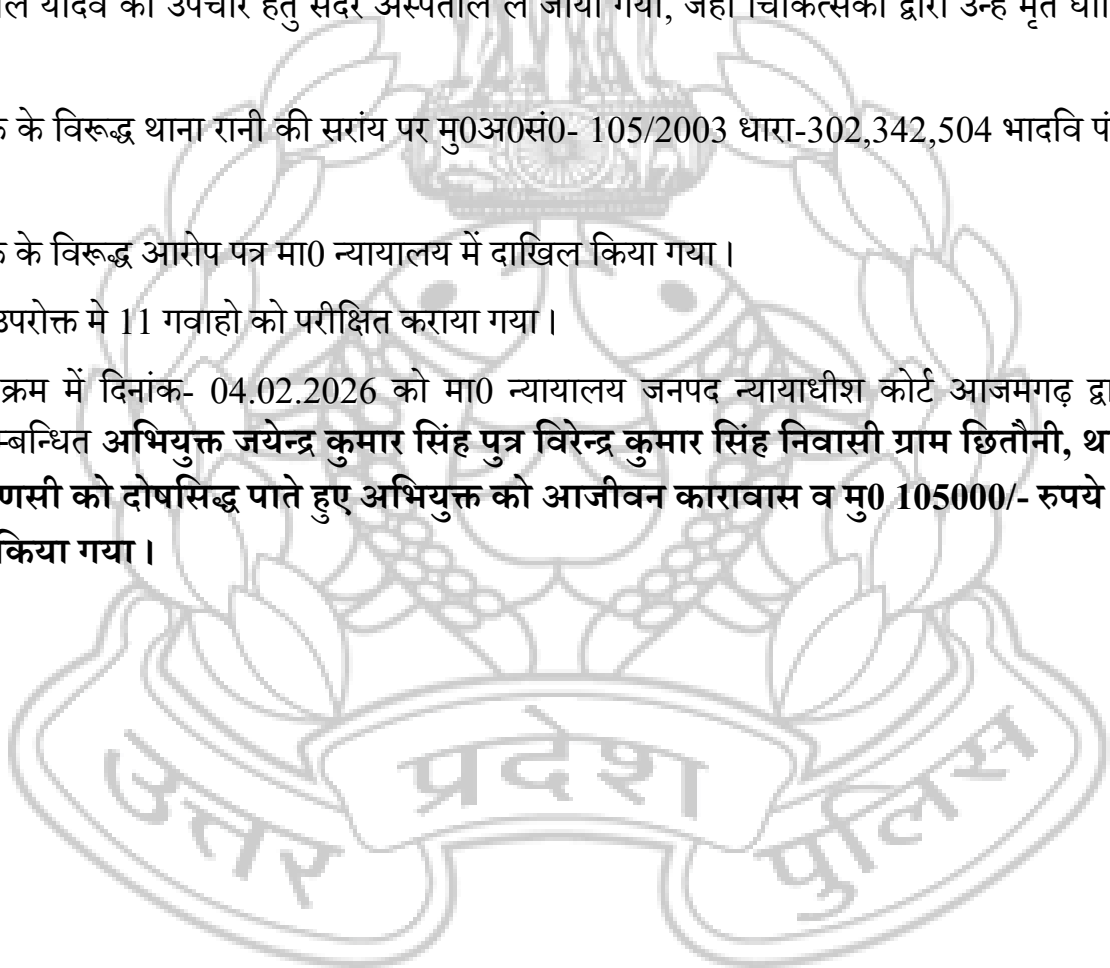 यादव को उपचार हेतु सदर अस्पताल ले जाया गया, जहाँ चिकित्सकों द्वारा उन्हें मृत
के विरूद्ध थाना रानी की सरांय पर मु0अ0सं0- 105/2003 धारा-302,342,504 भादवि
के विरूद्ध आरोप पत्र मा0 न्यायालय में दाखिल किया गया।
उपरोक्त मे 11 गवाहो को परीक्षित कराया गया।
क्रम में दिनांक- 04.02.2026 को मा0 न्यायालय जनपद न्यायाधीश कोर्ट आजमगढ़
अभियुक्त जयेन्द्र कुमार सिंह पुत्र विरेन्द्र कुमार सिंह निवासी ग्राम छितौनी,
को दोषसिद्ध पाते हुए अभियुक्त को आजीवन कारावास व मु0 105000/- रुपये
किया गया।
उत्तर प्रदेश पुलिस